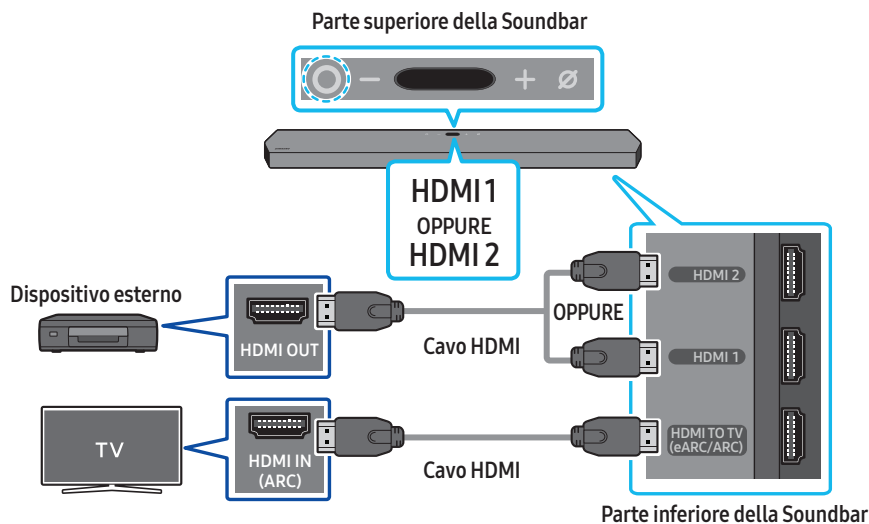 Parte superiore della Soundbar
HDMI 1
OPPURE
HDMI 2
Dispositivo esterno
HDMI OUT
Cavo HDMI
OPPURE
HDMI 2
HDMI 1
TV
HDMI IN
(ARC)
Cavo HDMI
HDMI TO TV
(eARC/ARC)
Parte inferiore della Soundbar